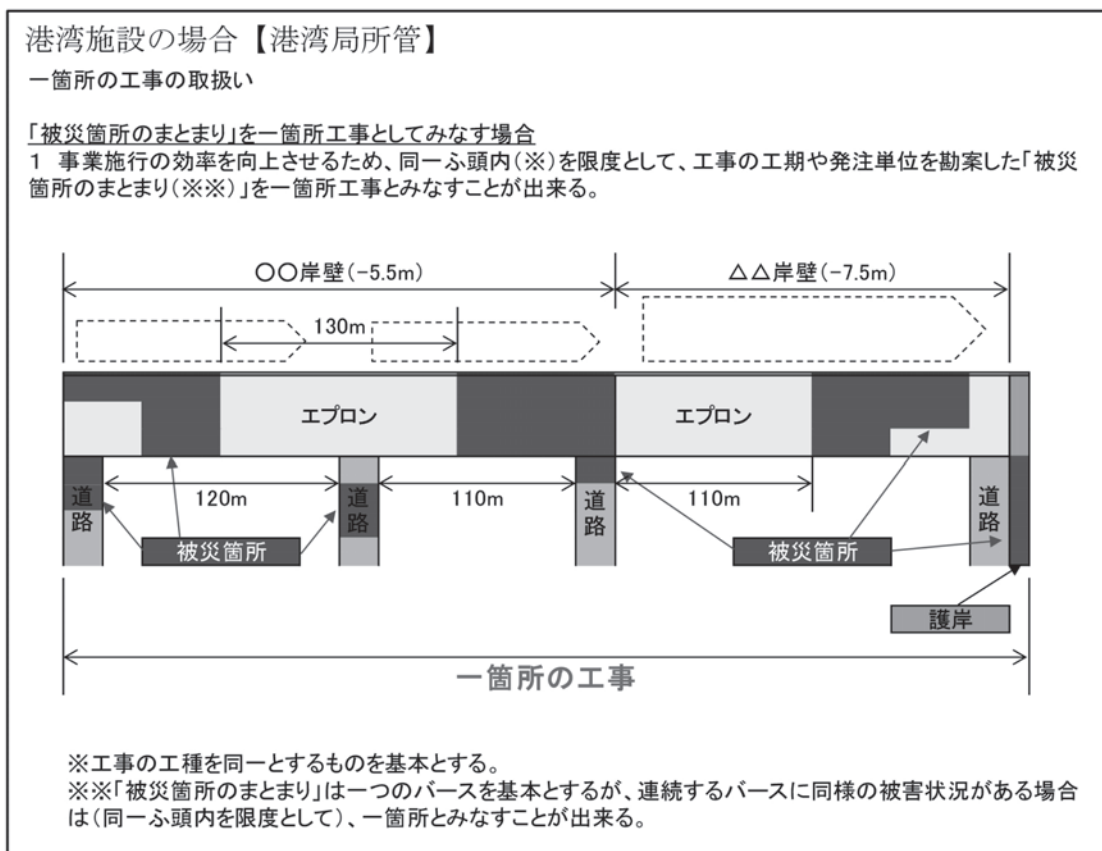 港湾施設の場合【港湾局所管】
一箇所の工事の取扱い
「被災箇所のまとまり」を一箇所工事としてみなす場合
1 事業施行の効率を向上させるため、同一ふ頭内(※)を限度として、工事の工期や発注単位を勘案した「被災
箇所のまとまり(※※)」を一箇所工事とみなすことが出来る。
〇〇岸壁(-5.5m)
△△岸壁(-7.5m)
130m
エプロン
エプロン
道路
120m
道路
110m
道路
110m
道路
被災箇所
被災箇所
護岸
一箇所の工事
※工事の工種を同一とするものを基本とする。
※※「被災箇所のまとまり」は一つのバースを基本とするが、連続するバースに同様の被害状況がある場合
は(同一ふ頭内を限度として)、一箇所とみなすことが出来る。